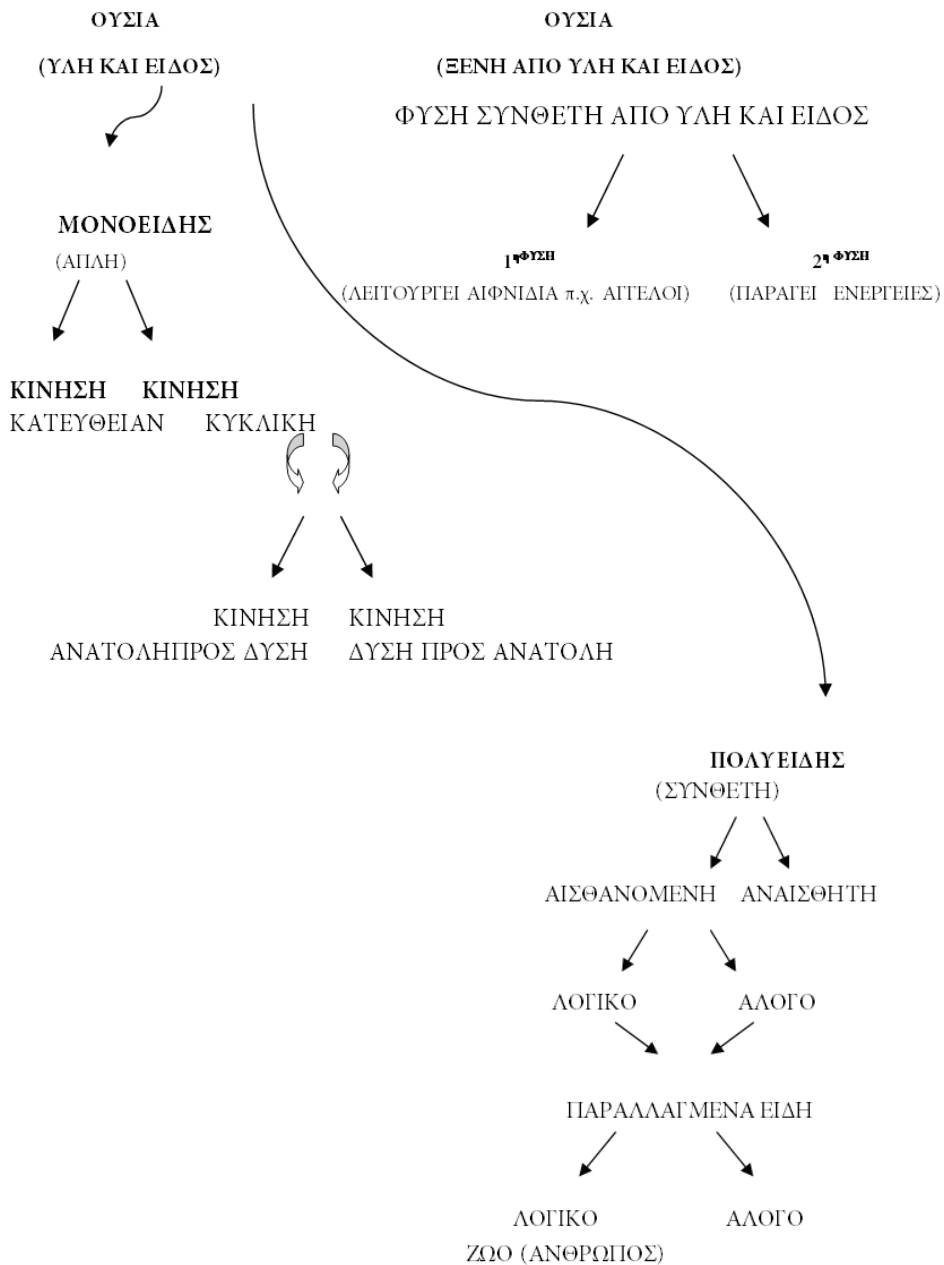 ΟΥΣΙΑ
(ΥΛΗ ΚΑΙ ΕΙΔΟΣ)
ΟΥΣΙΑ
(ΞΕΝΗ ΑΠΟ ΥΛΗ ΚΑΙ ΕΙΔΟΣ)
ΦΥΣΗ ΣΥΝΘΕΤΗ ΑΠΟ ΥΛΗ ΚΑΙ ΕΙΔΟΣ
ΜΟΝΟΕΙΔΗΣ
(ΑΠΛΗ)
1η ΦΥΣΗ
(ΛΕΙΤΟΥΡΓΕΙ ΑΙΦΝΙΔΙΑ π.χ. ΑΓΓΕΛΟΙ)
2η ΦΥΣΗ
(ΠΑΡΑΓΕΙ ΕΝΕΡΓΕΙΕΣ)
ΚΙΝΗΣΗ ΚΙΝΗΣΗ
ΚΑΤΕΥΘΕΙΑΝ ΚΥΚΛΙΚΗ
ΚΙΝΗΣΗ ΚΙΝΗΣΗ
ΑΝΑΤΟΛΗΠΡΟΣ ΔΥΣΗ ΔΥΣΗ ΠΡΟΣ ΑΝΑΤΟΛΗ
ΠΟΛΥΕΙΔΗΣ
(ΣΥΝΘΕΤΗ)
ΑΙΣΘΑΝΟΜΕΝΗ ΑΝΑΙΣΘΗΤΗ
ΛΟΓΙΚΟ ΑΛΟΓΟ
ΠΑΡΑΛΛΑΓΜΕΝΑ ΕΙΔΗ
ΛΟΓΙΚΟ ΑΛΟΓΟ
ΖΩΟ (ΑΝΘΡΩΠΟΣ)